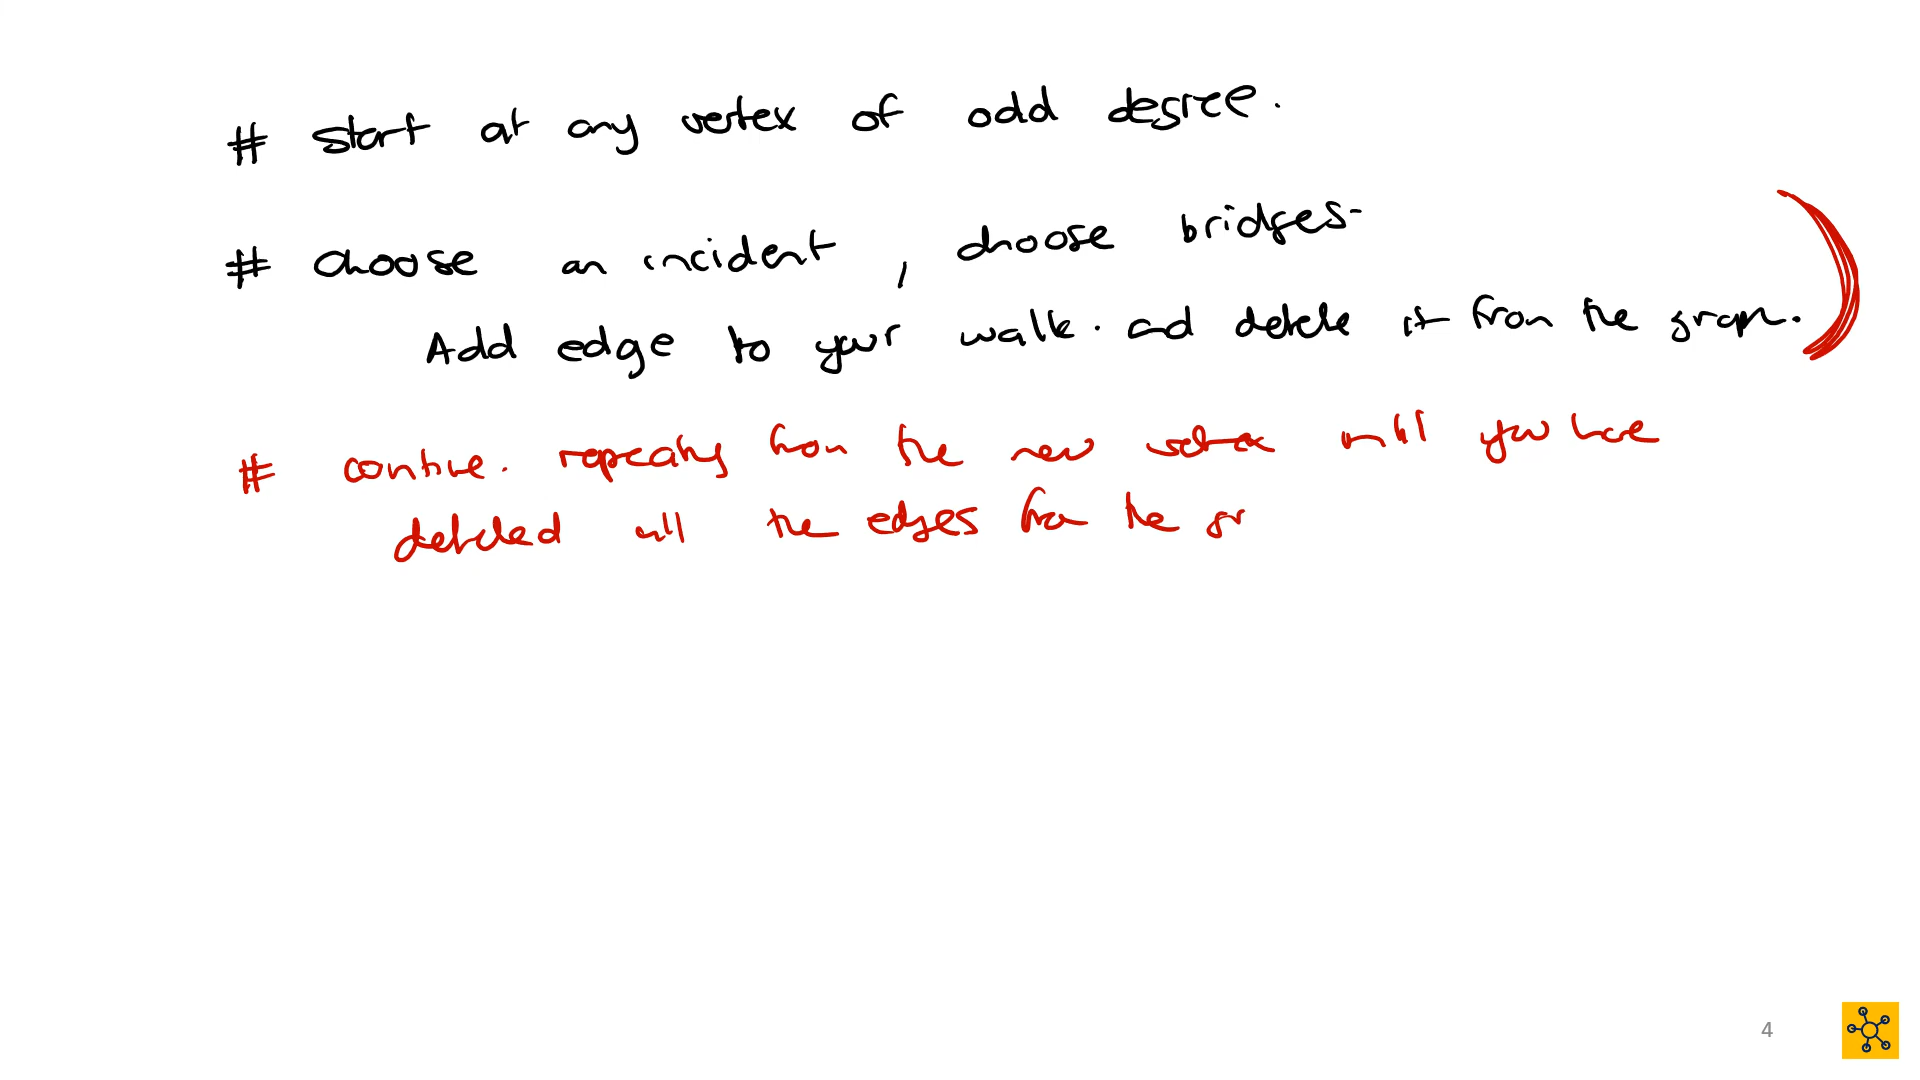 # start at any vertex of odd degree.
# choose an incident, choose bridges-
Add edge to your walk. and delete it from the graph.
# continue. repeating from the new vertex until you have
deleted all the edges from the gr
4